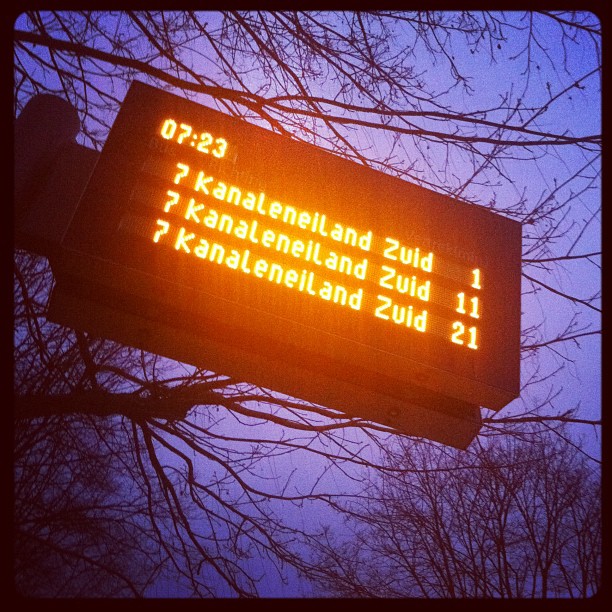 07:23
7 Kanaleneiland Zuid 1
7 Kanaleneiland Zuid 11
7 Kanaleneiland Zuid 21